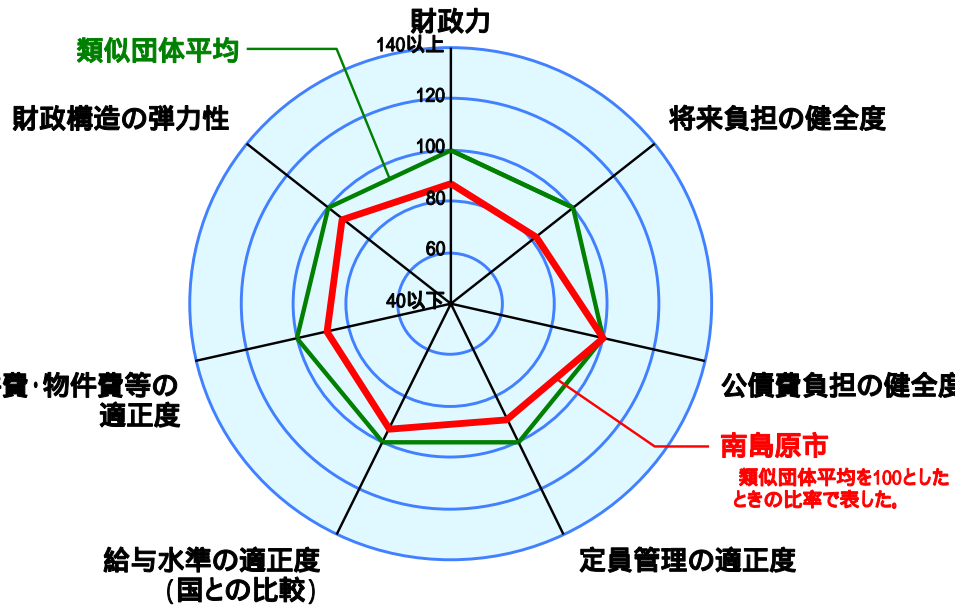 財政力
類似団体平均
140以上
120
財政構造の弾力性
将来負担の健全度
100
80
60
40以下
費・物件費等の
適正度
公債費負担の健全度
南島原市
類似団体平均を100とした
ときの比率で表した。
給与水準の適正度
(国との比較)
定員管理の適正度